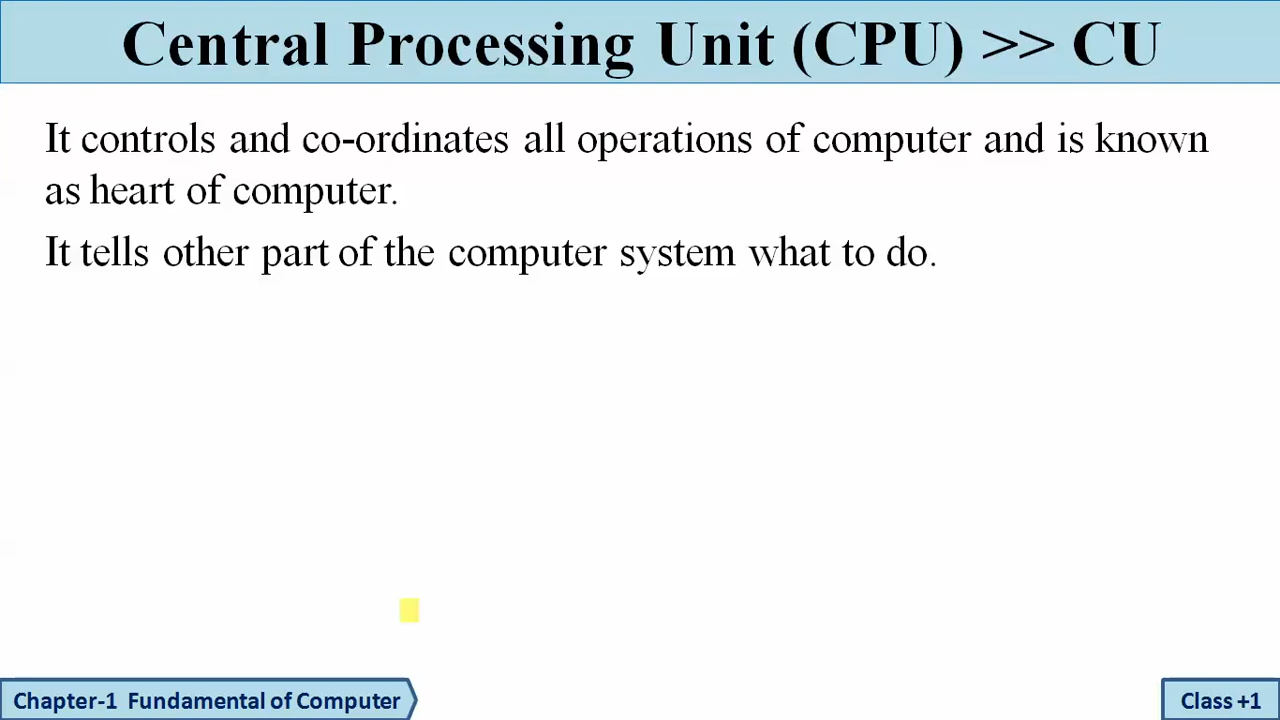 Central Processing Unit (CPU) >> CU
It controls and co-ordinates all operations of computer and is known
as heart of computer.
It tells other part of the computer system what to do.
Chapter-1 Fundamental of Computer
Class +1